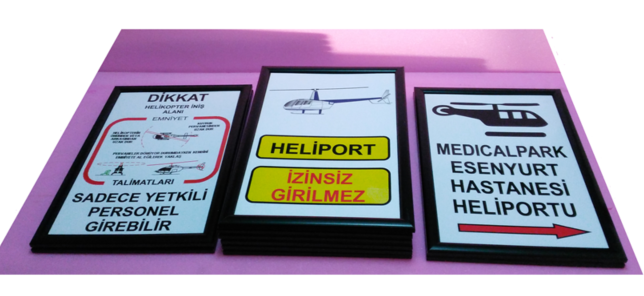 DİKKAT
HELİKOPTER İNİŞ
ALANI
EMNİYET
TALİMATLARI
SADECE YETKİLİ
PERSONEL
GİREBİLİR
HELİPORT
İZİNSİZ
GİRİLMEZ
MEDICALPARK
ESENYURT
HASTANESİ
HELİPORTU